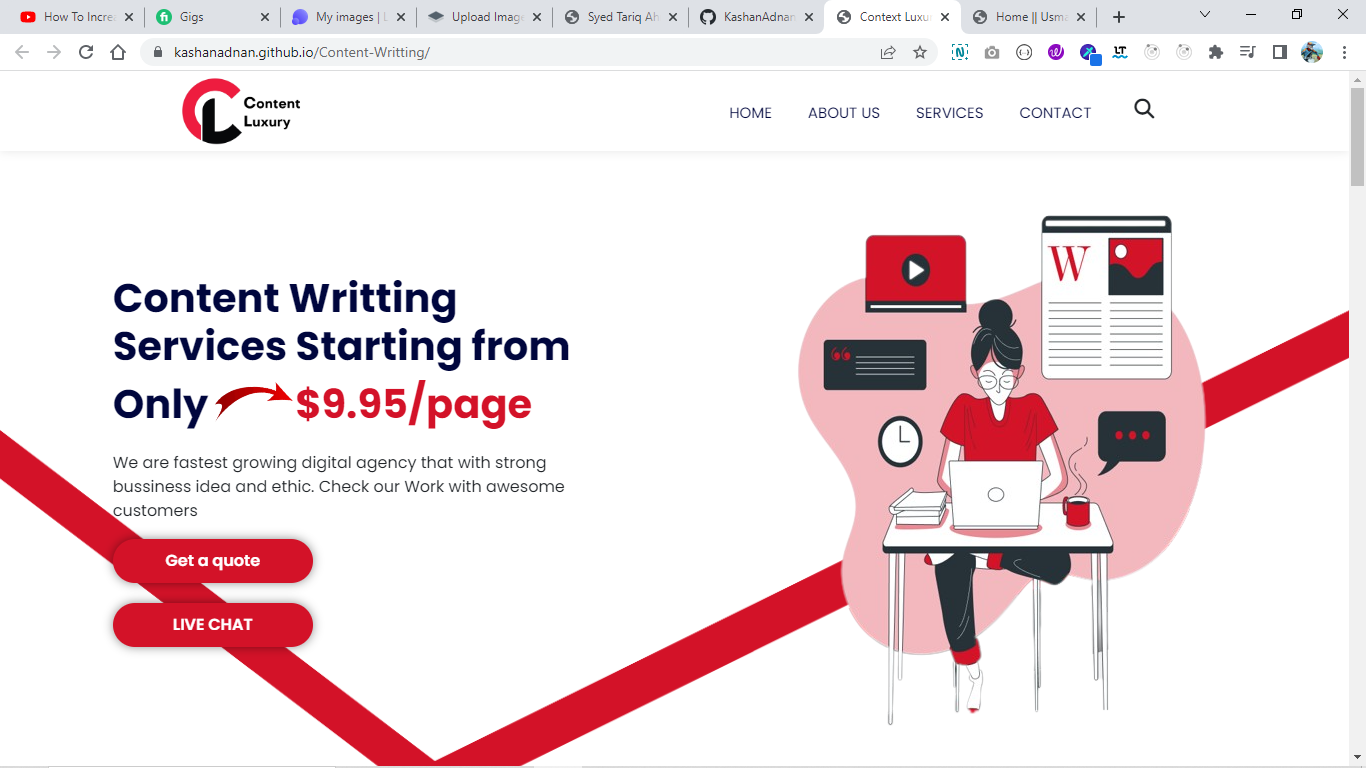 How To Increa
Gigs
My images | L
Upload Image
Syed Tariq Ah
KashanAdnan
Context Luxu
Home || Usma
kashanadnan.github.io/Content-Writting/
Content
Luxury
HOME ABOUT US SERVICES CONTACT
W
Content Writting
Services Starting from
Only $9.95/page
We are fastest growing digital agency that with strong
bussiness idea and ethic. Check our Work with awesome
customers
Get a quote
LIVE CHAT